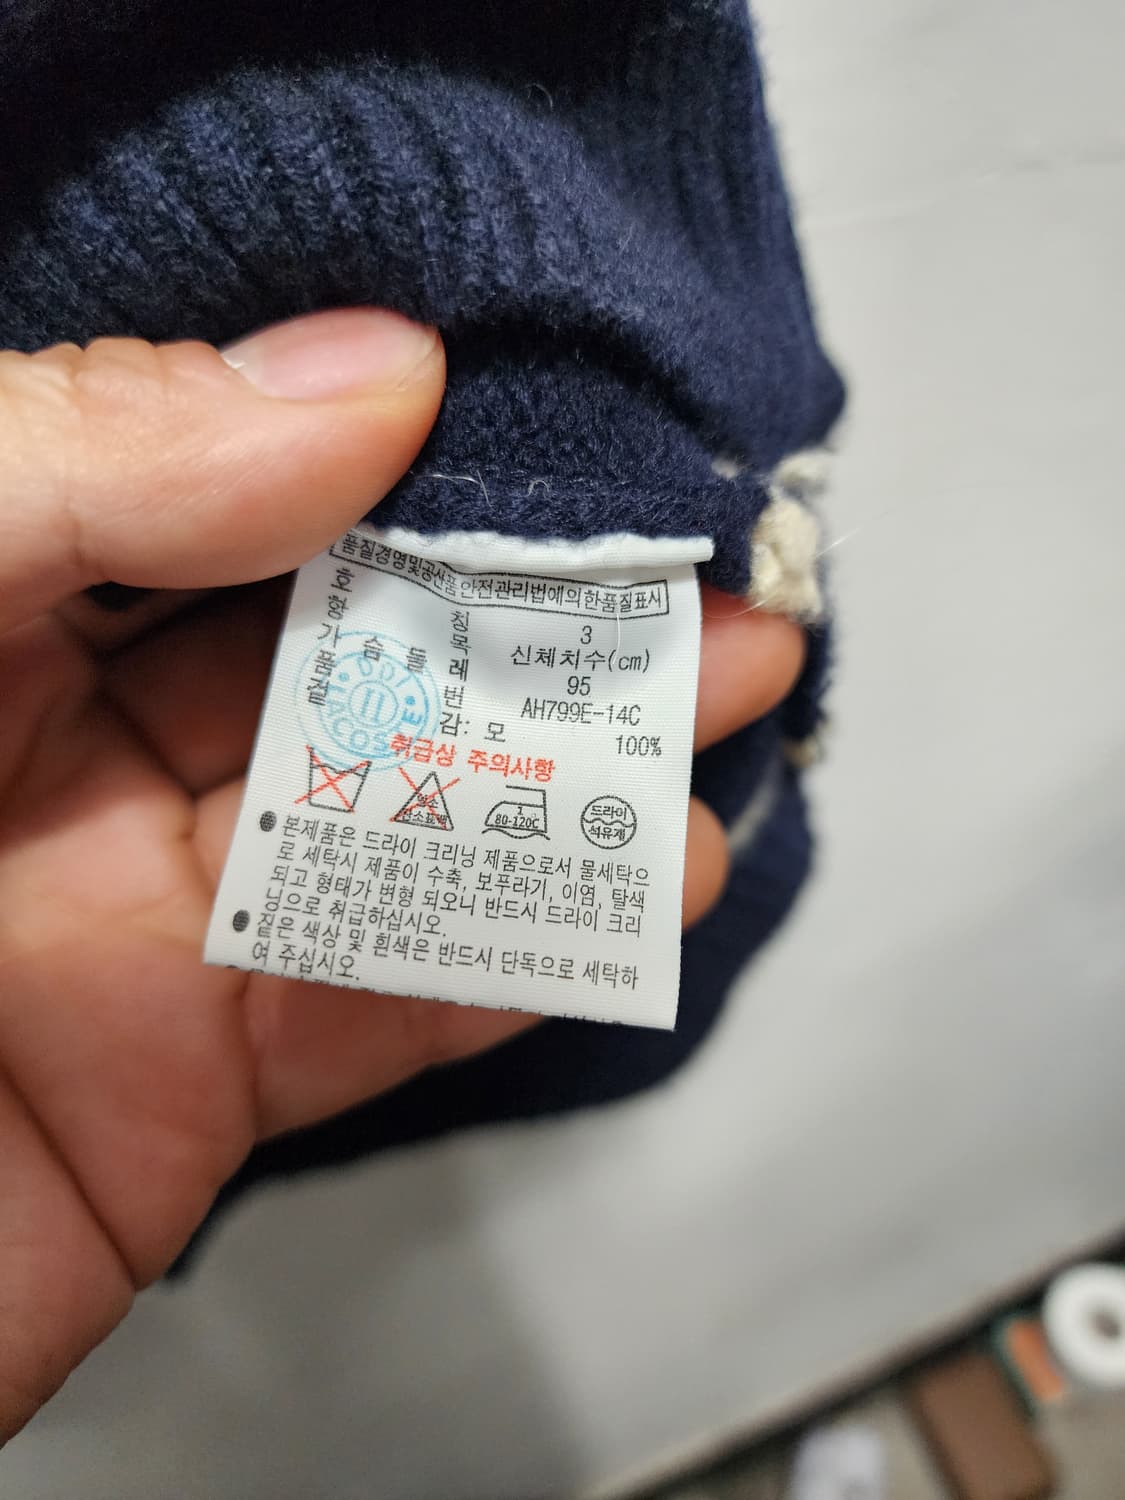 품질경영및공산품안전관리법에의한품질표시
호 칭 3
신체치수(cm)
가슴둘레 95
품번 AH799E-14C
겉감: 모 100%
취급상 주의사항
염소
산소표백
1
80-120C
드라이
석유계
● 본제품은 드라이 크리닝 제품으로서 물세탁으
로 세탁시 제품이 수축, 보푸라기, 이염, 탈색
되고 형태가 변형 되오니 반드시 드라이 크리
닝으로 취급하십시오.
● 짙은 색상 및 흰색은 반드시 단독으로 세탁하
여 주십시오.